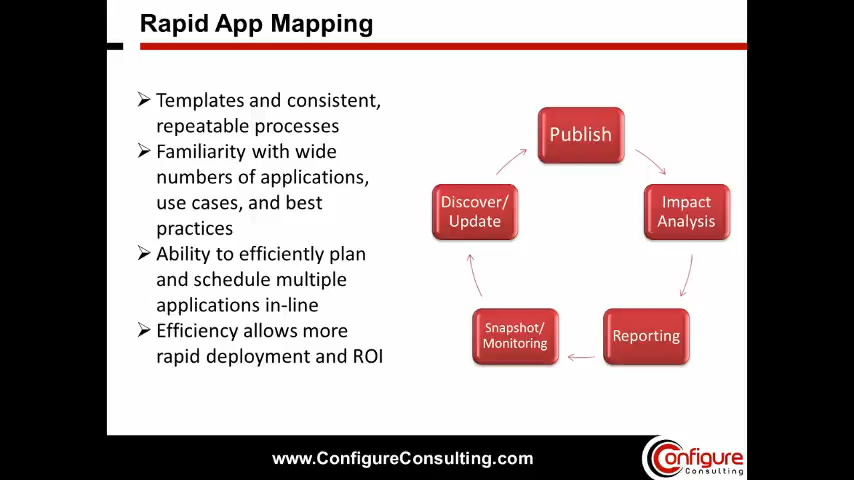 Rapid App Mapping
Templates and consistent,
repeatable processes
Familiarity with wide
numbers of applications,
use cases, and best
practices
Ability to efficiently plan
and schedule multiple
applications in-line
Efficiency allows more
rapid deployment and ROI
Publish
Impact
Analysis
Reporting
Snapshot/
Monitoring
Discover/
Update
www.ConfigureConsulting.com
Configure
Consulting